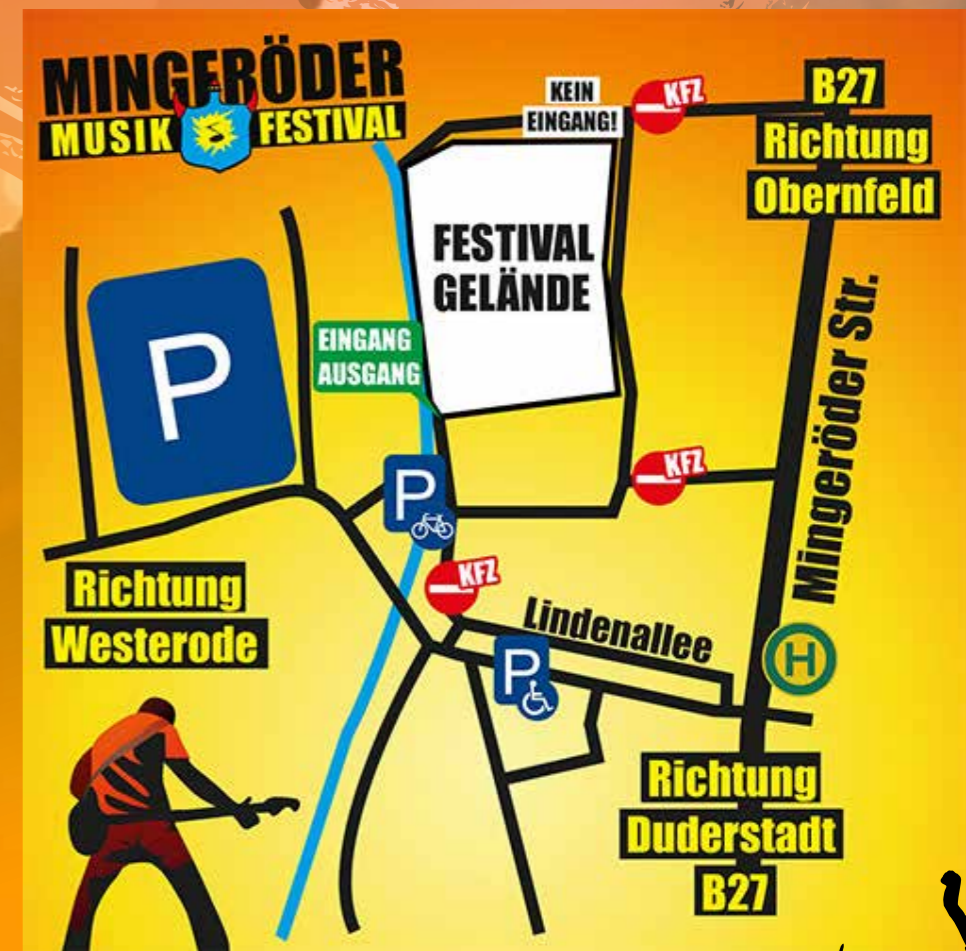 MINGERÖDER
MUSIK FESTIVAL
KEIN
EINGANG!
KFZ
B27
Richtung
Obernfeld
FESTIVAL
GELÄNDE
EINGANG
AUSGANG
P
Mingeröder Str.
KFZ
P
KFZ
Richtung
Westerode
Lindenallee
P
H
Richtung
Duderstadt
B27